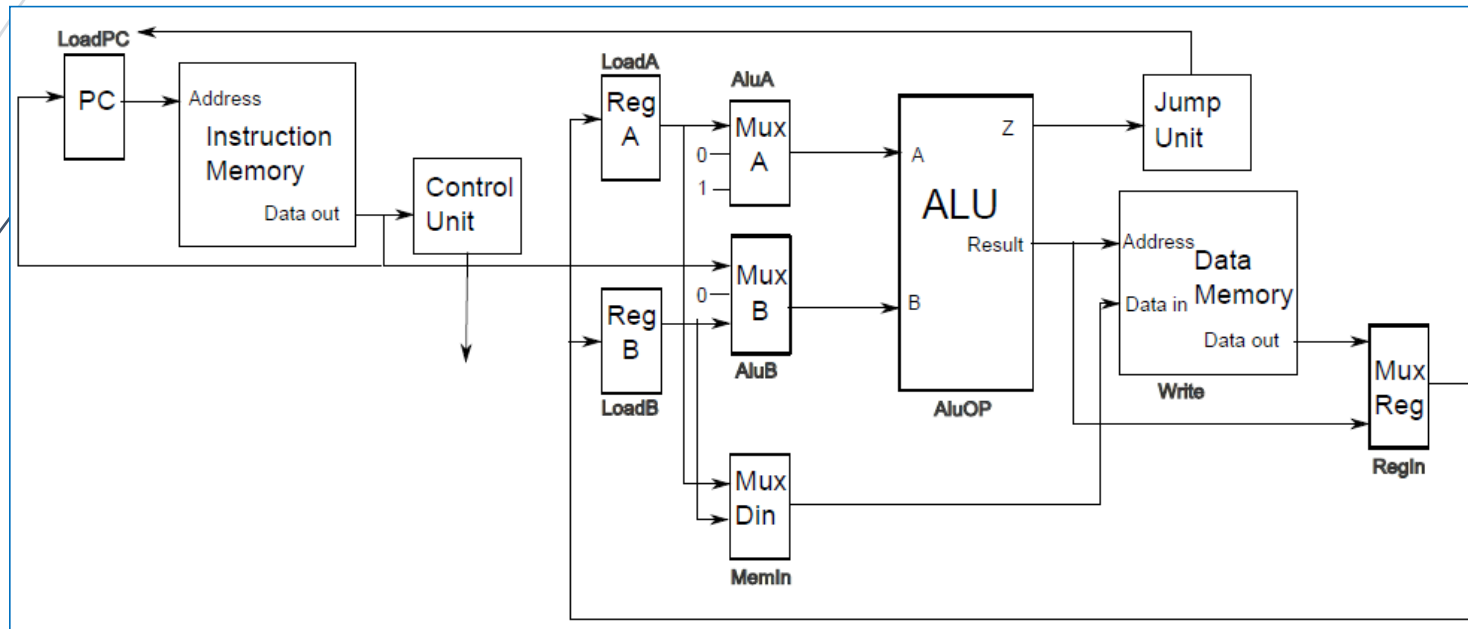 LoadPC
PC
Address
Instruction
Memory
Data out
Control
Unit
LoadA
Reg
A
Reg
B
LoadB
AluA
Mux
A
0
1
Mux
B
0
AluB
Mux
Din
MemIn
A
B
ALU
Z
Result
AluOP
Jump
Unit
Address
Data
Memory
Data in
Data out
Write
Mux
Reg
RegIn